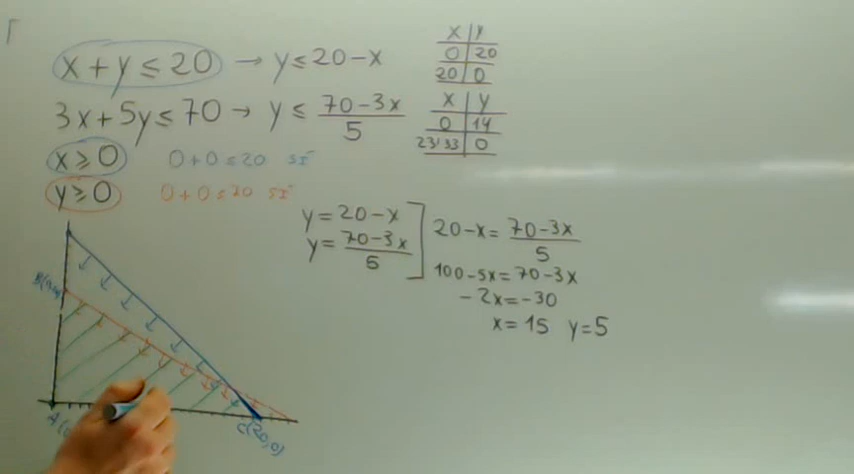 x + y ≤ 20 → y ≤ 20 - x
3x + 5y ≤ 70 → y ≤ (70 - 3x)/5
x ≥ 0 0 + 0 ≤ 20 sí
y ≥ 0 0 + 0 ≤ 70 sí
x | y
0 | 20
20 | 0
x | y
0 | 14
23'33 | 0
y = 20 - x
y = (70 - 3x)/5
20 - x = (70 - 3x)/5
100 - 5x = 70 - 3x
- 2x = -30
x = 15 y = 5
A(
C(20,0)